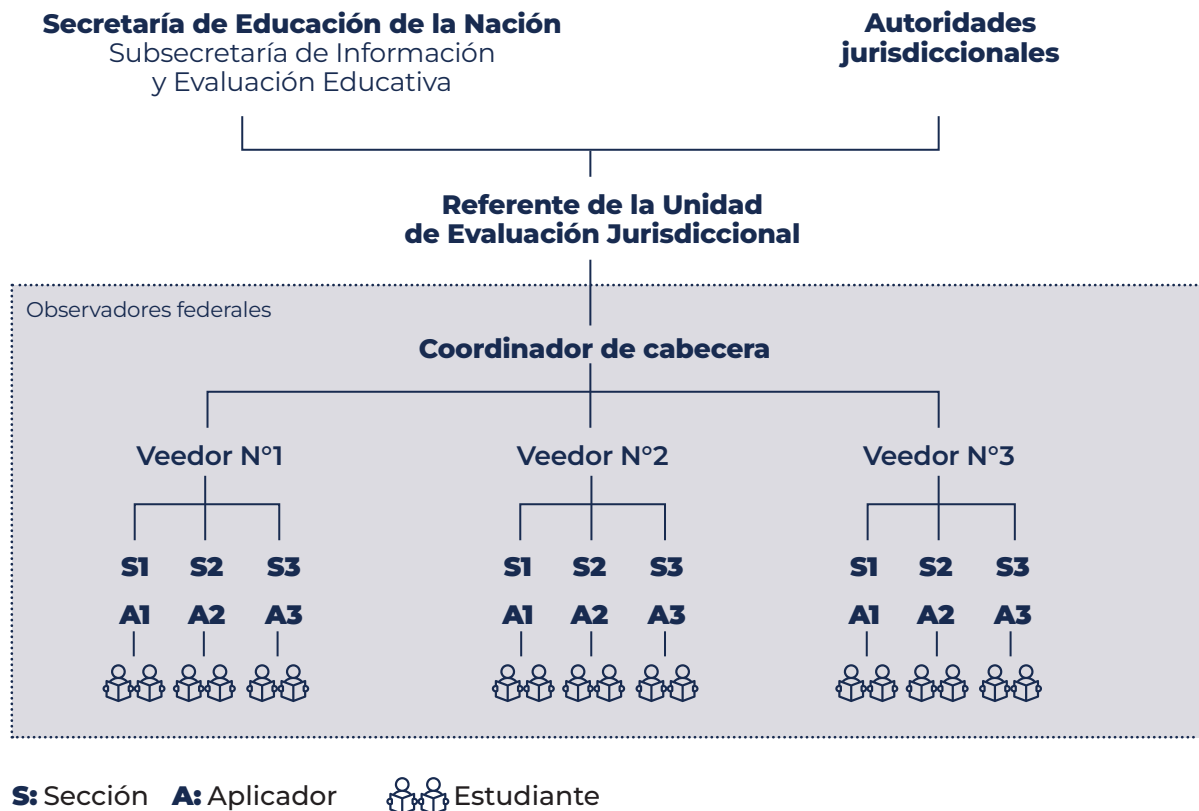 Secretaría de Educación de la Nación
Subsecretaría de Información
y Evaluación Educativa
Autoridades
jurisdiccionales
Referente de la Unidad
de Evaluación Jurisdiccional
Observadores federales
Coordinador de cabecera
Veedor N°1
Veedor N°2
Veedor N°3
S1 S2 S3
S1 S2 S3
S1 S2 S3
A1 A2 A3
A1 A2 A3
A1 A2 A3
S: Sección A: Aplicador Estudiante